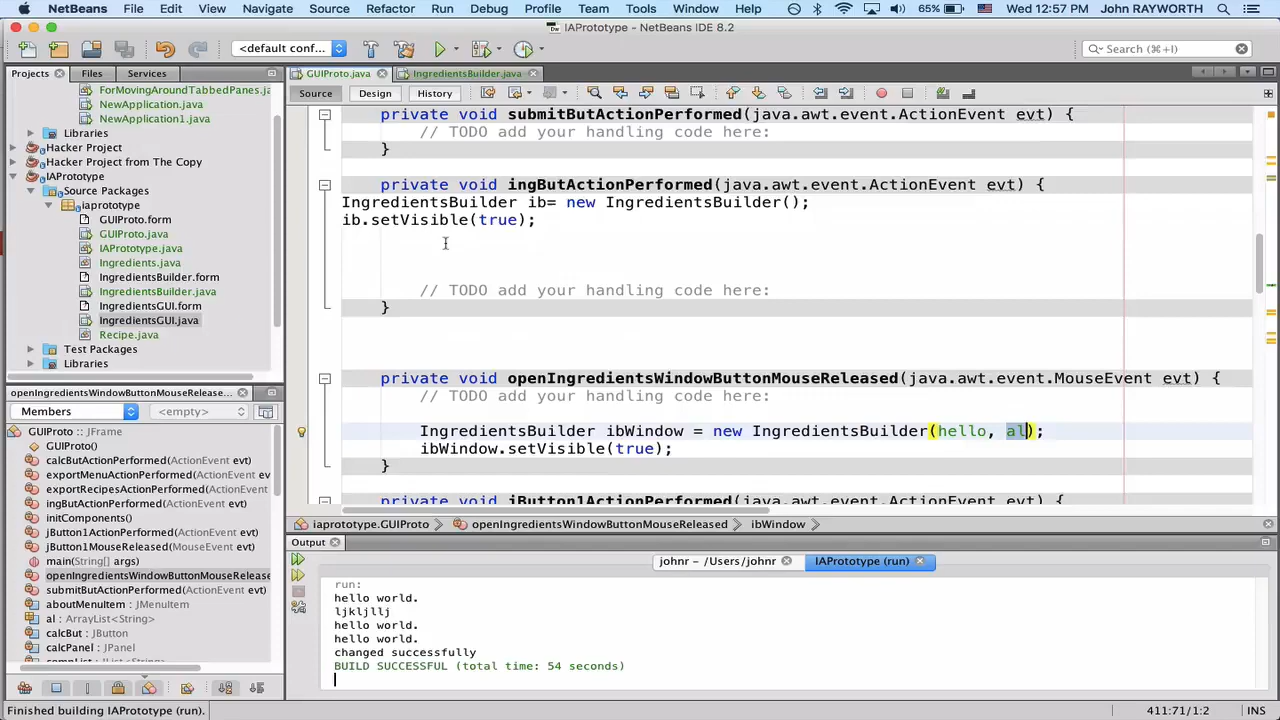 NetBeans File Edit View Navigate Source Refactor Run Debug Profile Team Tools Window Help 65% Wed 12:57 PM John RAYWORTH
IAPrototype - NetBeans IDE 8.2
<default conf... Search (⌘+I)
Projects Files Services
GUIProto.java IngredientsBuilder.java
Source Design History
ForMovingAroundTabbedPanes.ja
NewApplication.java
NewApplication1.java
Libraries
Hacker Project
Hacker Project from The Copy
IAPrototype
Source Packages
iaprototype
GUIProto.form
GUIProto.java
IAPrototype.java
Ingredients.java
IngredientsBuilder.form
IngredientsBuilder.java
IngredientsGUI.form
IngredientsGUI.java
Recipe.java
Test Packages
Libraries
private void submitButActionPerformed(java.awt.event.ActionEvent evt) {
// TODO add your handling code here:
}
private void ingButActionPerformed(java.awt.event.ActionEvent evt) {
IngredientsBuilder ib= new IngredientsBuilder();
ib.setVisible(true);
// TODO add your handling code here:
}
private void openIngredientsWindowButtonMouseReleased(java.awt.event.MouseEvent evt) {
// TODO add your handling code here:
IngredientsBuilder ibWindow = new IngredientsBuilder(hello, al);
ibWindow.setVisible(true);
}
private void jButton1ActionPerformed(java.awt.event.ActionEvent evt) {
openIngredientsWindowButtonMouseRelease...
Members <empty>
GUIProto :: JFrame
GUIProto()
calcButActionPerformed(ActionEvent evt)
exportMenuActionPerformed(ActionEvent
exportRecipesActionPerformed(ActionEvent
ingButActionPerformed(ActionEvent evt)
initComponents()
jButton1ActionPerformed(ActionEvent evt)
jButton1MouseReleased(MouseEvent evt)
main(String[] args)
openIngredientsWindowButtonMouseRelease
submitButActionPerformed(ActionEvent evt)
aboutMenuItem : JMenuItem
al : ArrayList<String>
calcBut : JButton
calcPanel : JPanel
iaprototype.GUIProto openIngredientsWindowButtonMouseReleased ibWindow
Output
johnr - /Users/johnr IAPrototype (run)
run:
hello world.
ljkljllj
hello world.
hello world.
changed successfully
BUILD SUCCESSFUL (total time: 54 seconds)
Finished building IAPrototype (run). 411:71/1:2 INS